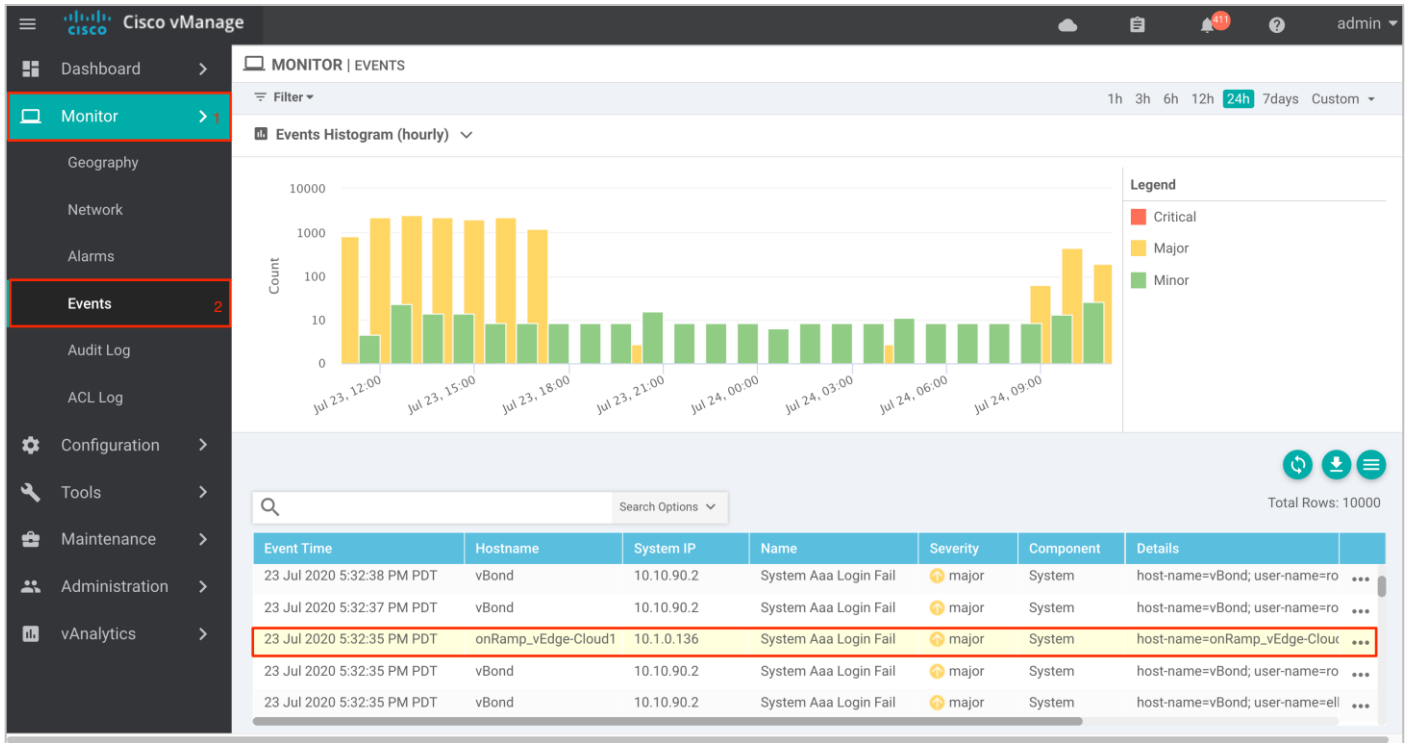 cisco Cisco vManage
411
admin
Dashboard
Monitor 1
Geography
Network
Alarms
Events 2
Audit Log
ACL Log
Configuration
Tools
Maintenance
Administration
vAnalytics
MONITOR | EVENTS
Filter
1h 3h 6h 12h 24h 7days Custom
Events Histogram (hourly)
10000
1000
100
10
0
Count
Jul 23, 12:00 Jul 23, 15:00 Jul 23, 18:00 Jul 23, 21:00 Jul 24, 00:00 Jul 24, 03:00 Jul 24, 06:00 Jul 24, 09:00
Legend
Critical
Major
Minor
Search Options
Total Rows: 10000
Event Time Hostname System IP Name Severity Component Details
23 Jul 2020 5:32:38 PM PDT vBond 10.10.90.2 System Aaa Login Fail major System host-name=vBond; user-name=ro ...
23 Jul 2020 5:32:37 PM PDT vBond 10.10.90.2 System Aaa Login Fail major System host-name=vBond; user-name=ro ...
23 Jul 2020 5:32:35 PM PDT onRamp_vEdge-Cloud1 10.1.0.136 System Aaa Login Fail major System host-name=onRamp_vEdge-Clouc ...
23 Jul 2020 5:32:35 PM PDT vBond 10.10.90.2 System Aaa Login Fail major System host-name=vBond; user-name=ro ...
23 Jul 2020 5:32:35 PM PDT vBond 10.10.90.2 System Aaa Login Fail major System host-name=vBond; user-name=ell ...